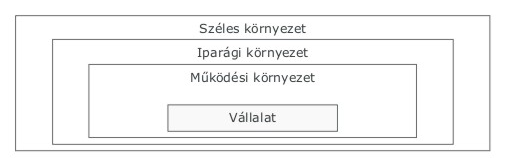 Széles környezet
Iparági környezet
Működési környezet
Vállalat